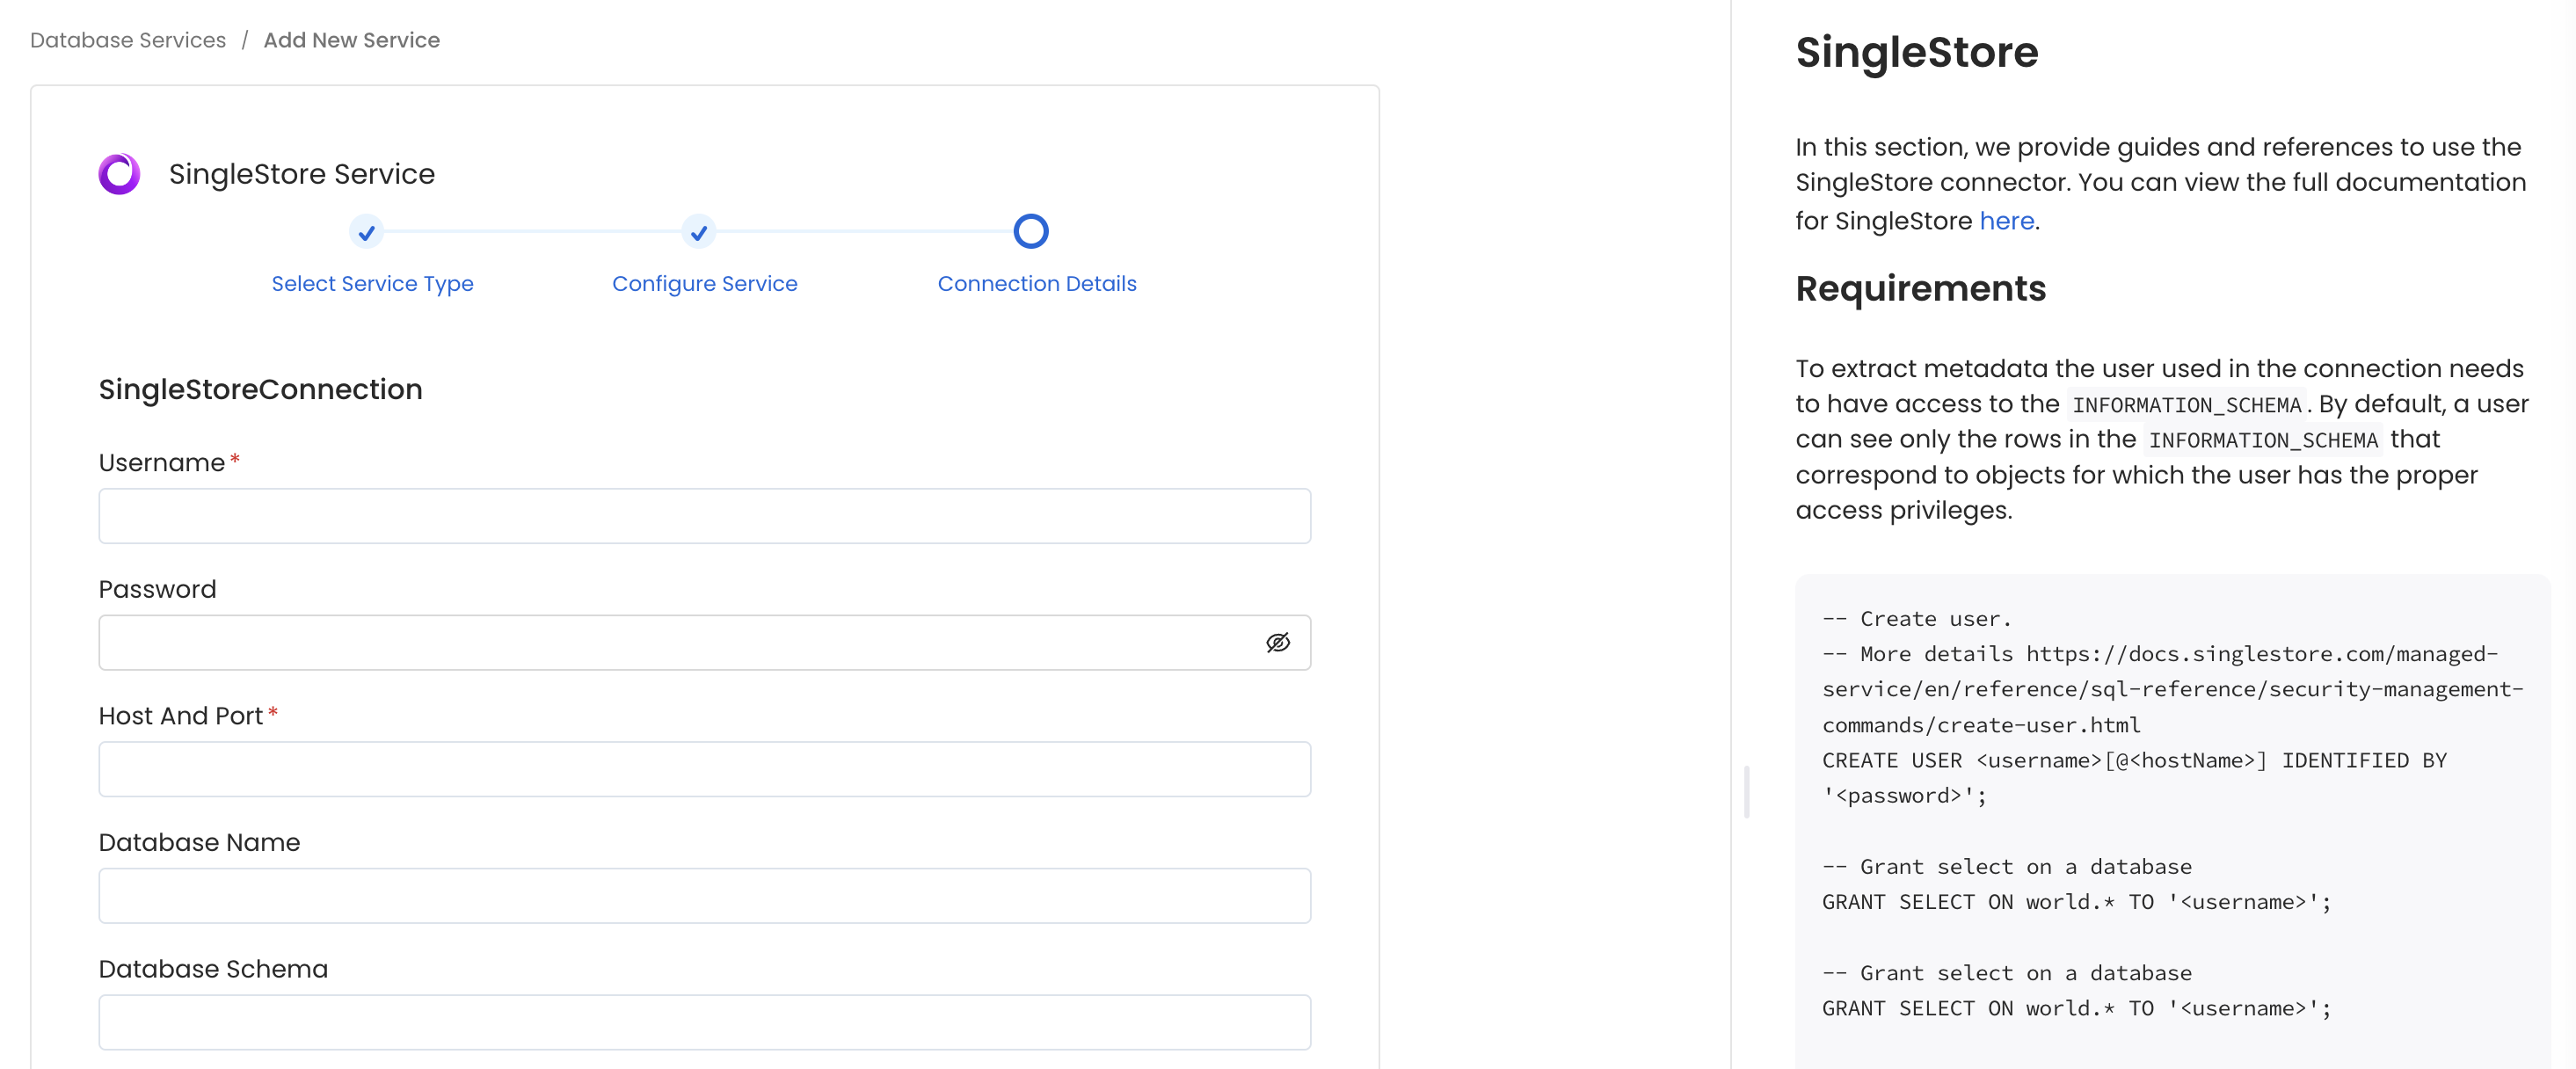 Database Services / Add New Service
SingleStore Service
Select Service Type
Configure Service
Connection Details
SingleStoreConnection
Username*
Password
Host And Port*
Database Name
Database Schema
SingleStore
In this section, we provide guides and references to use the
SingleStore connector. You can view the full documentation
for SingleStore here.
Requirements
To extract metadata the user used in the connection needs
to have access to the INFORMATION_SCHEMA. By default, a user
can see only the rows in the INFORMATION_SCHEMA that
correspond to objects for which the user has the proper
access privileges.
-- Create user.
-- More details https://docs.singlestore.com/managed-
service/en/reference/sql-reference/security-management-
commands/create-user.html
CREATE USER <username>[@<hostName>] IDENTIFIED BY
'<password>';
-- Grant select on a database
GRANT SELECT ON world.* TO '<username>';
-- Grant select on a database
GRANT SELECT ON world.* TO '<username>';